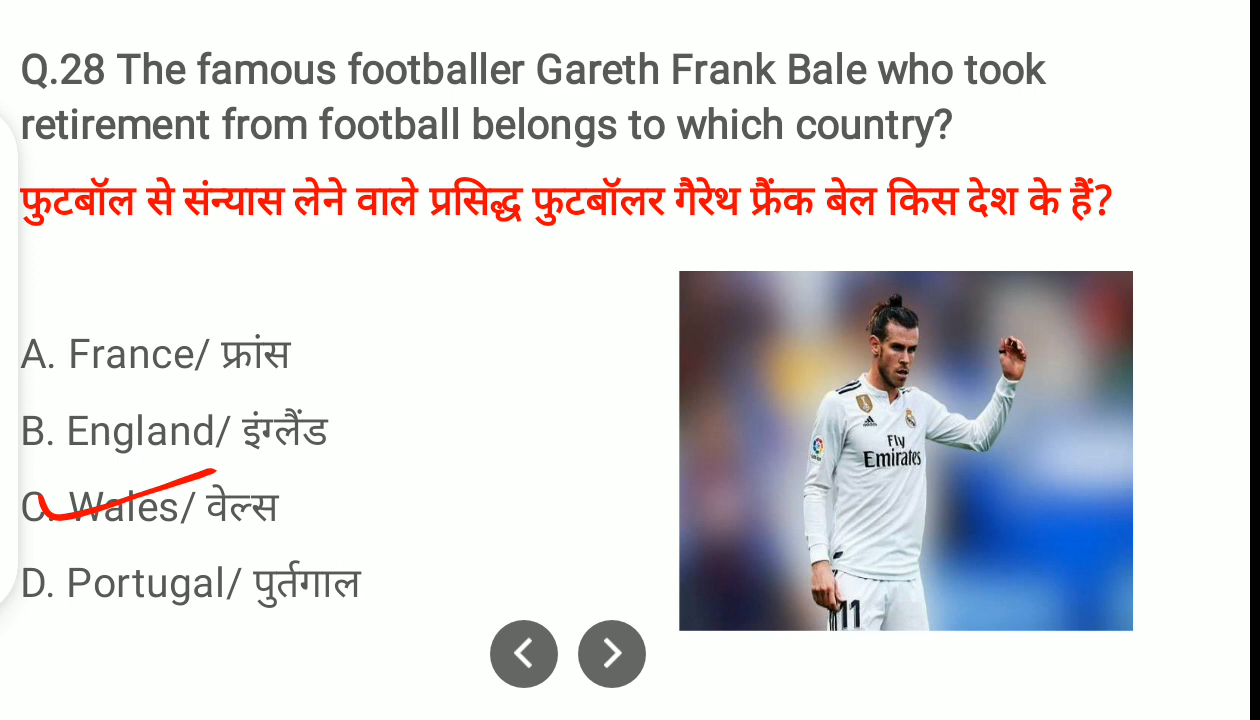 Q.28 The famous footballer Gareth Frank Bale who took
retirement from football belongs to which country?
फुटबॉल से संन्यास लेने वाले प्रसिद्ध फुटबॉलर गैरेथ फ्रैंक बेल किस देश के हैं?
A. France/ फ्रांस
B. England/ इंग्लैंड
C. Wales/ वेल्स
D. Portugal/ पुर्तगाल
Fly
Emirates
11